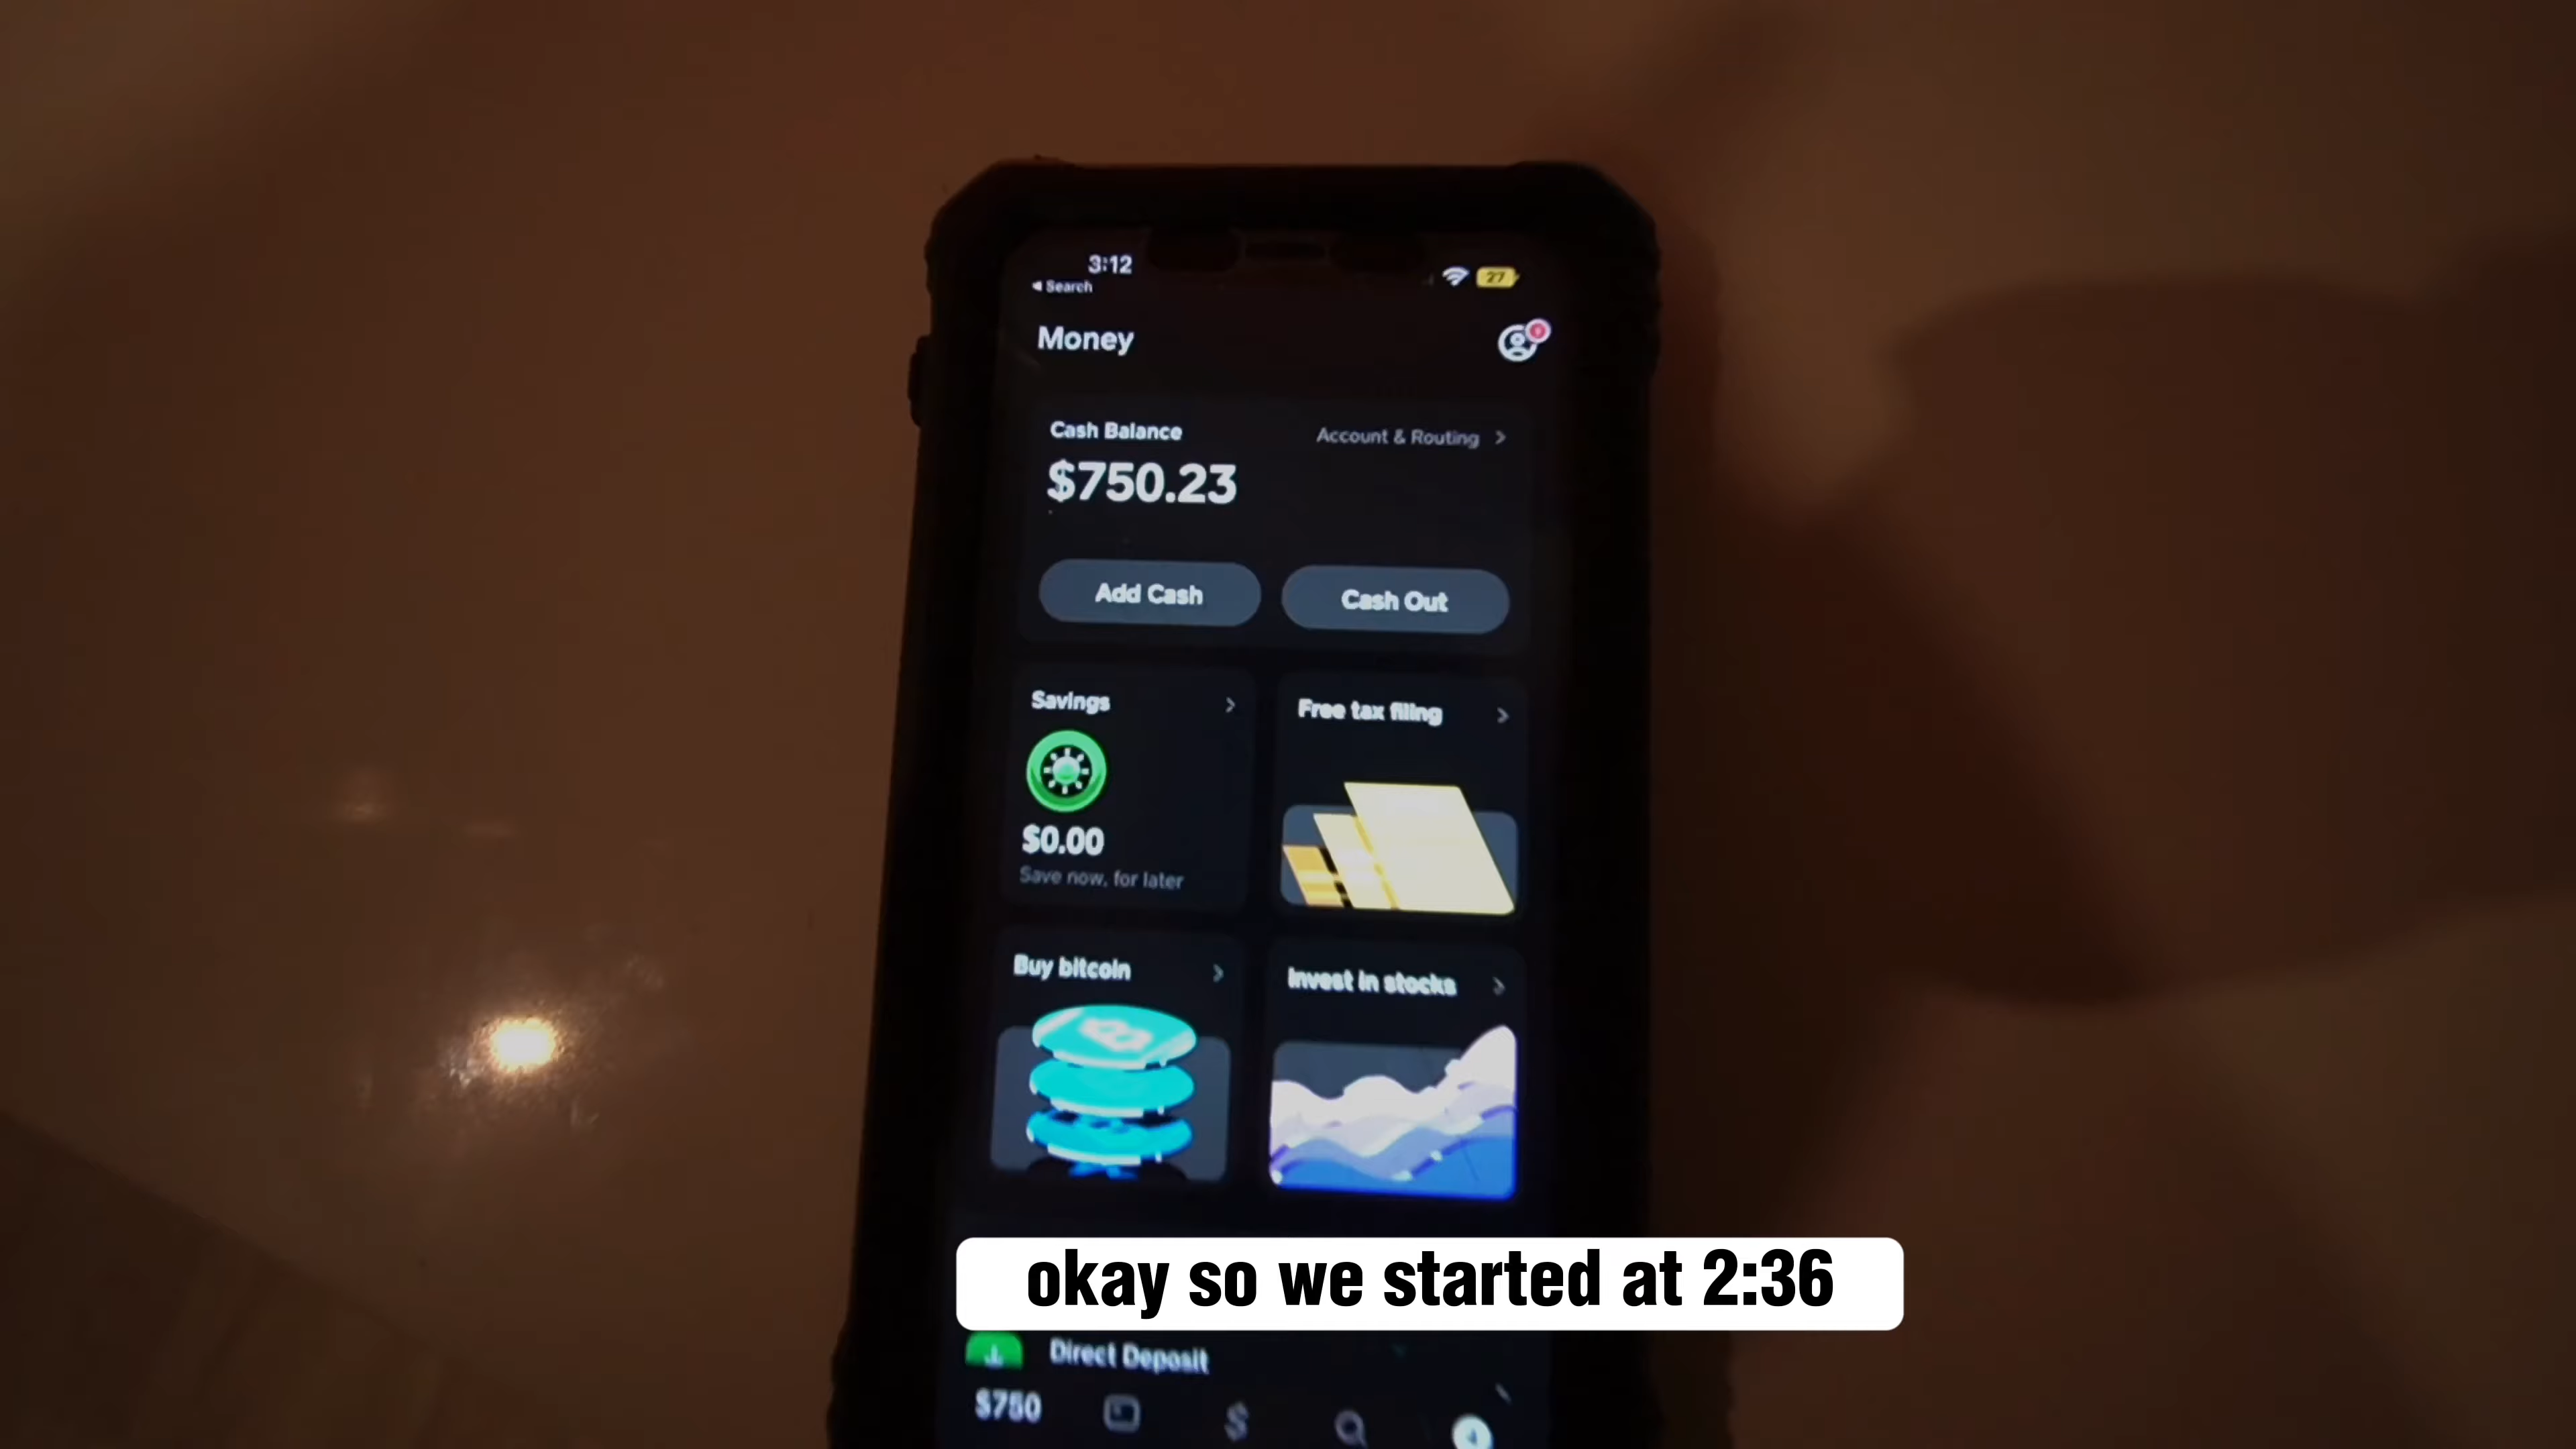 3:12
27
Search
Money
Cash Balance
Account & Routing
$750.23
Add Cash
Cash Out
Savings
Free tax filing
$0.00
Save now, for later
Buy bitcoin
Invest in stocks
okay so we started at 2:36
Direct Deposit
$750